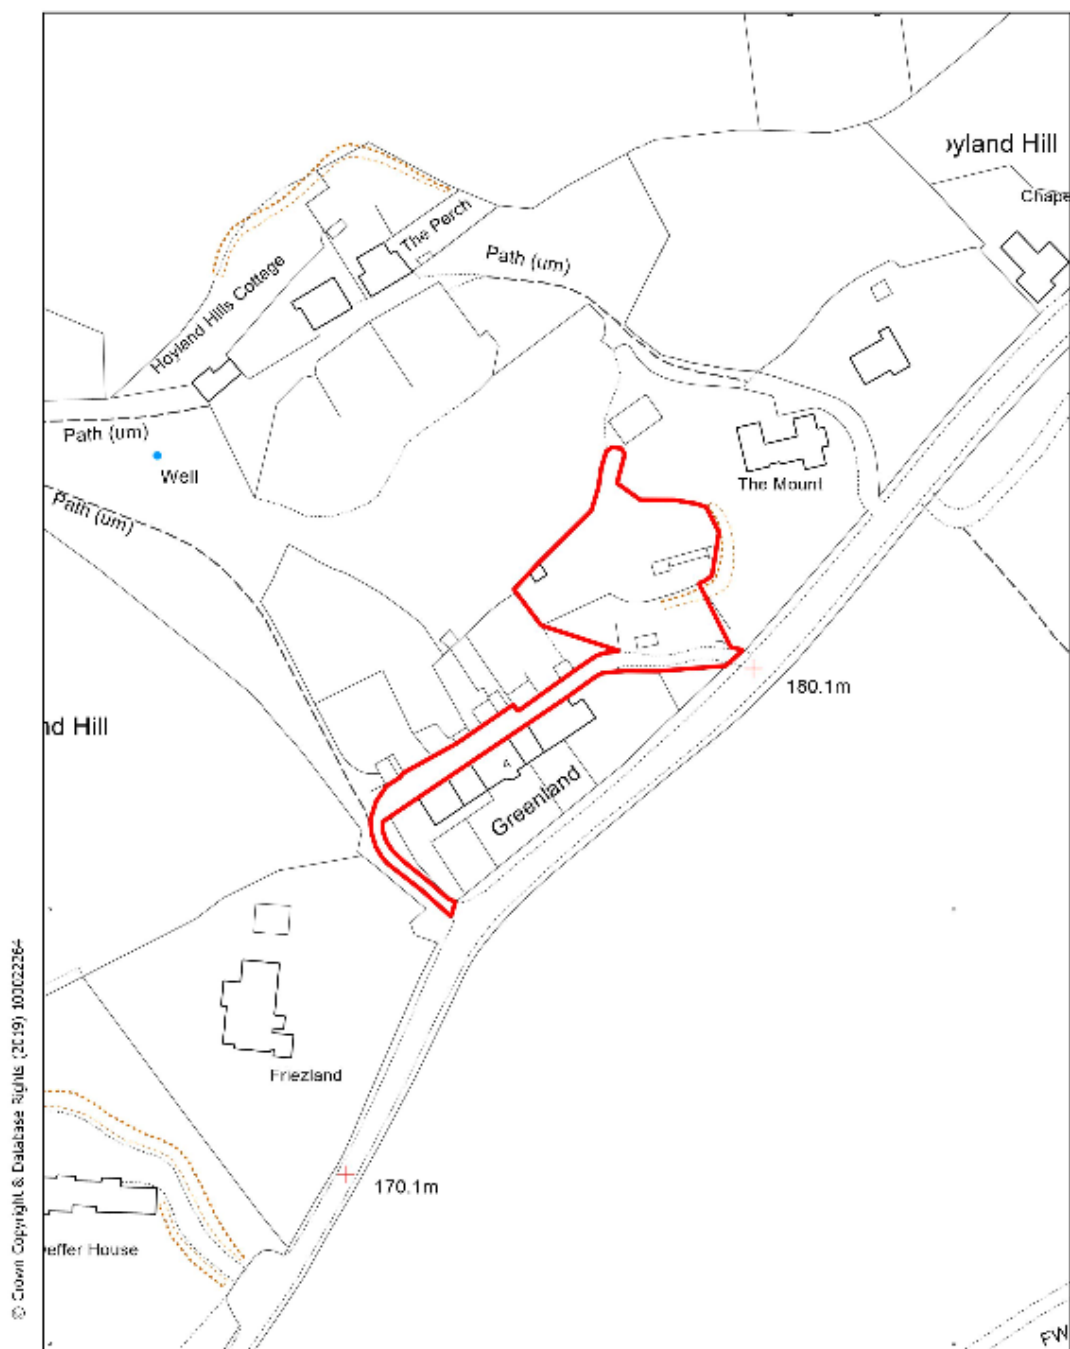 yland Hill
Chape
The Perch
Path (um)
Hoyland Hills Cottage
Path (um)
Well
The Mount
Path (um)
180.1m
nd Hill
4
Greenland
© Crown Copyright & Database Rights (2019) 100022264
Friezland
170.1m
effer House
FW